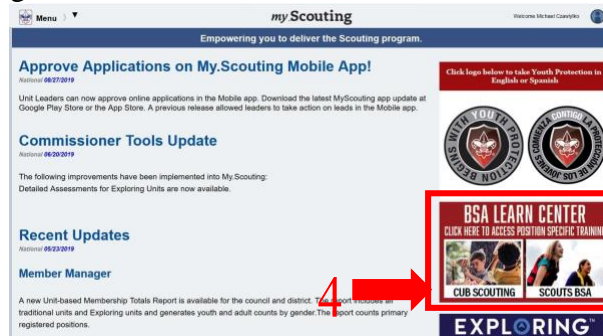 Menu
my.Scouting
Welcome Michael
Empowering you to deliver the Scouting program.
Approve Applications on My.Scouting Mobile App!
National 06/27/2019
Unit Leaders can now approve online applications in the Mobile app. Download the latest MyScouting app update at
Google Play Store or the App Store. A previous release allowed leaders to take action on leads in the Mobile app.
Commissioner Tools Update
National 06/20/2019
The following improvements have been implemented into My.Scouting:
Detailed Assessments for Exploring Units are now available.
Recent Updates
National 05/23/2019
Member Manager
A new Unit-based Membership Totals Report is available for the council and district. The report includes all
traditional units and Exploring units and generates youth and adult counts by gender.The report counts primary
registered positions.
Click logo below to take Youth Protection in
English or Spanish
YOUTH PROTECTION
BEGINS WITH YOU
LA PROTECCIÓN DE LOS JÓVENES
COMIENZA CONTIGO
BSA LEARN CENTER
CLICK HERE TO ACCESS POSITION SPECIFIC TRAINING
CUB SCOUTING
SCOUTS BSA
4
EXPLORING™